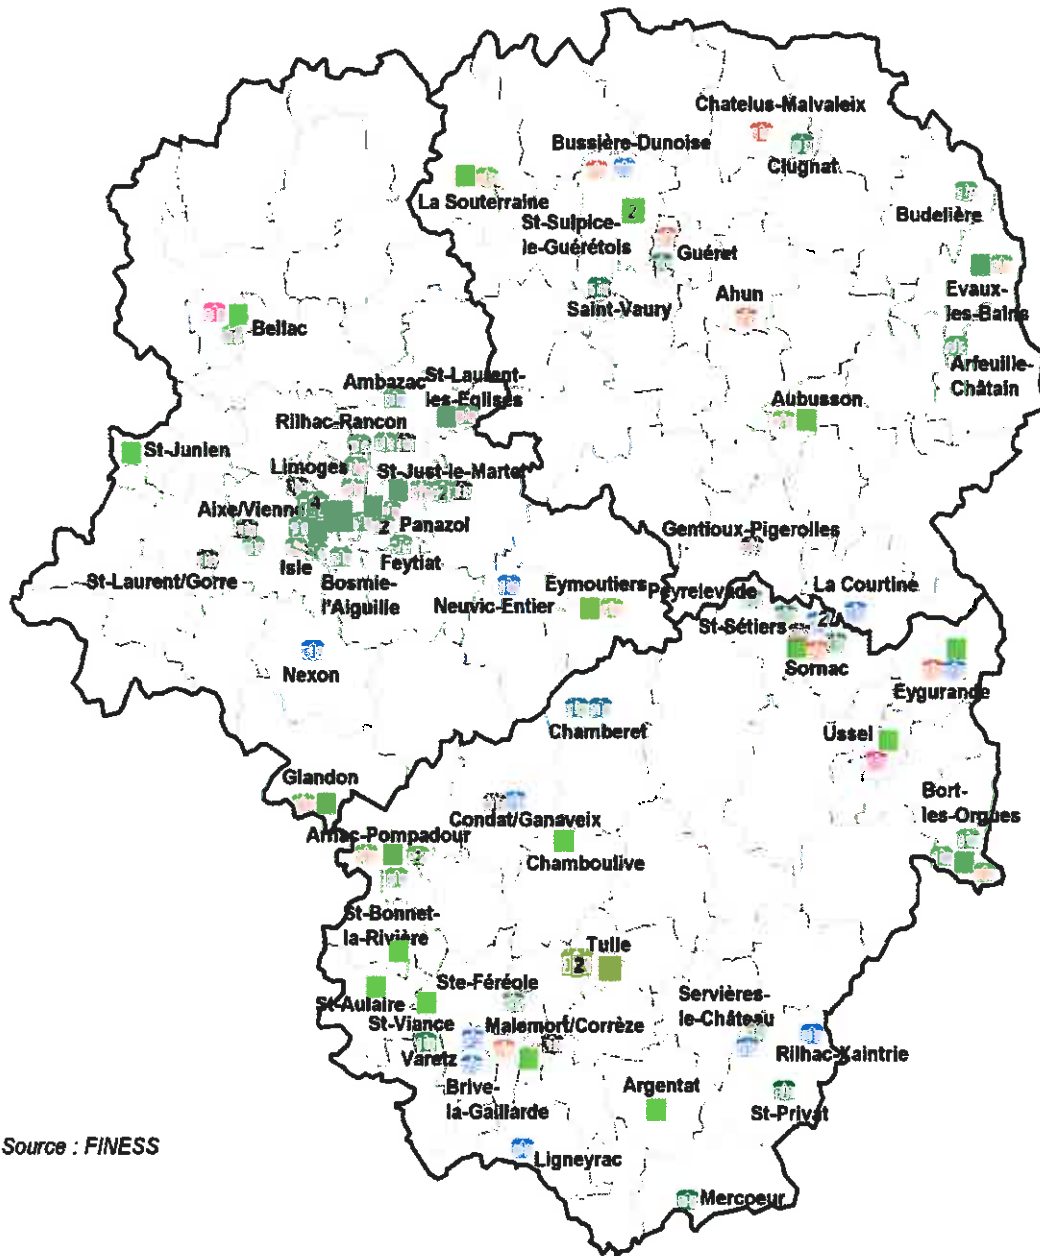 Chatelus-Malvaleix
Bussière-Dunoise
Clugnat
La Souterraine
Budelière
St-Sulpice-
le-Guérétois
2
Guéret
Evaux-
les-Bains
Saint-Vaury
Ahun
Bellac
Arfeuille-
Châtain
Ambazac
St-Laurent-
les-Eglises
Aubusson
Rilhac-Rancon
St-Junien
Limoges
St-Just-le-Martel
4
Aixe/Vienne
2
Panazol
Gentioux-Pigerolles
Isle
Feytiat
St-Laurent/Gorre
Bosmie-
l'Aiguille
Neuvic-Entier
Eymoutiers
Peyrelevade
La Courtine
St-Sétiers
2
Nexon
Sornac
Eygurande
Chamberet
Ussel
Glandon
Bort-
les-Orgues
Condat/Ganaveix
Arnac-Pompadour
Chamboulive
St-Bonnet-
la-Rivière
Tulle
2
Ste-Féréole
St-Aulaire
Servières-
le-Château
St-Viance
Malemort/Corrèze
Varetz
Rilhac-Xaintrie
Brive-
la-Gaillarde
Argentat
St-Privat
Source : FINESS
Ligneyrac
Mercoeur